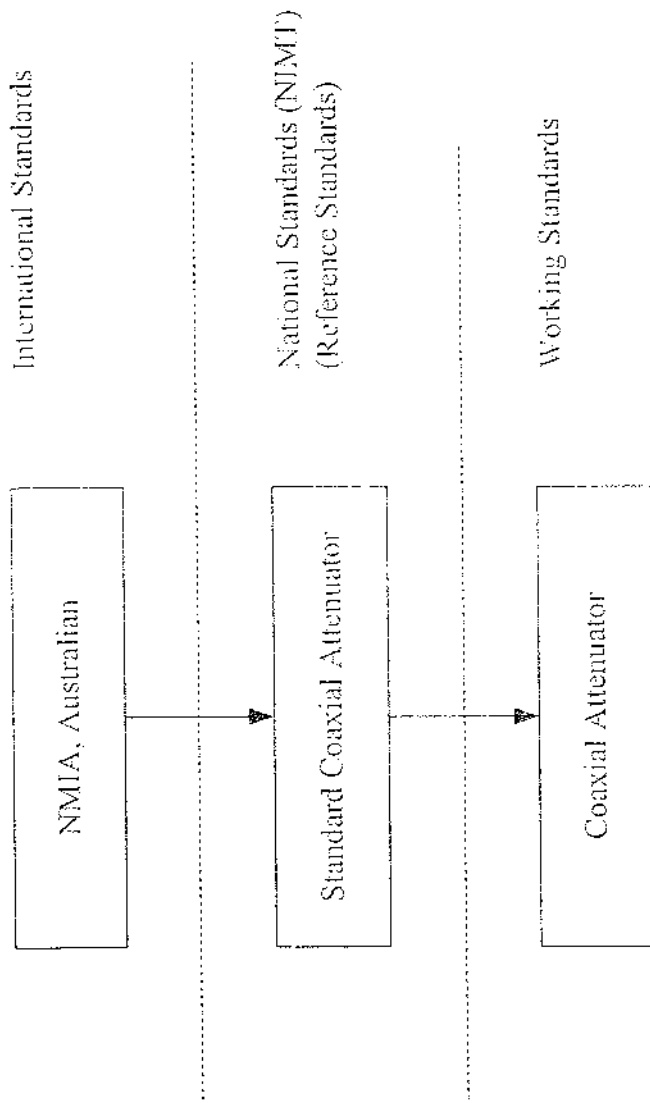 International Standards
NMIA, Australian
National Standards (NIMT)
(Reference Standards)
Standard Coaxial Attenuator
Working Standards
Coaxial Attenuator